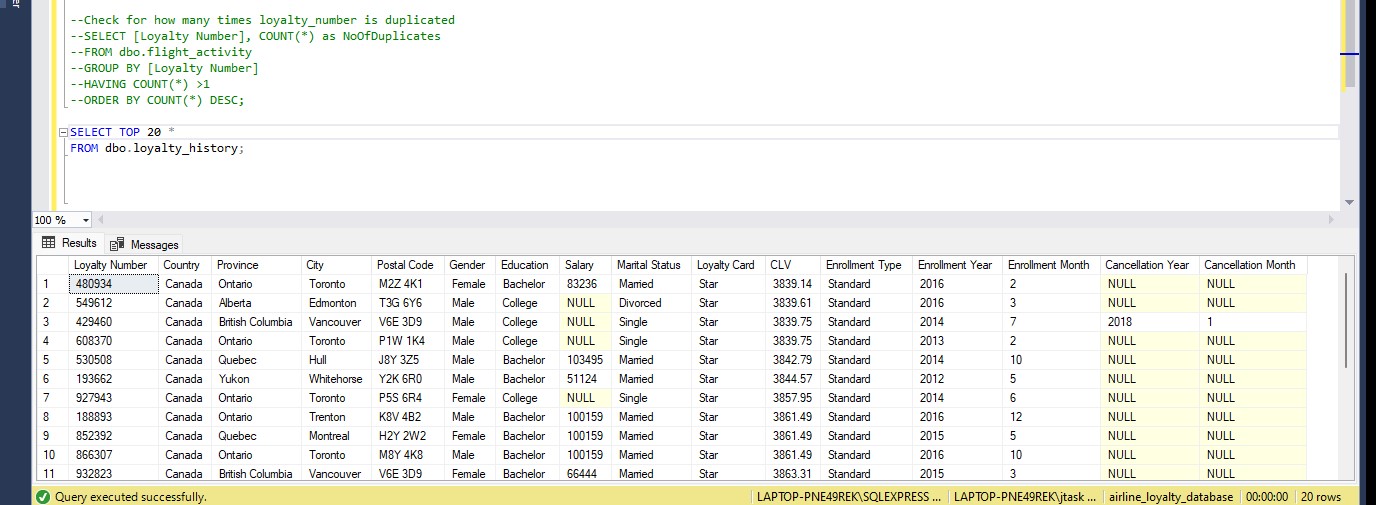 er
--Check for how many times loyalty_number is duplicated
--SELECT [Loyalty Number], COUNT(*) as NoOfDuplicates
--FROM dbo.flight_activity
--GROUP BY [Loyalty Number]
--HAVING COUNT(*) >1
--ORDER BY COUNT(*) DESC;
SELECT TOP 20 *
FROM dbo.loyalty_history;
100 %
Results Messages
Loyalty Number Country Province City Postal Code Gender Education Salary Marital Status Loyalty Card CLV Enrollment Type Enrollment Year Enrollment Month Cancellation Year Cancellation Month
1 480934 Canada Ontario Toronto M2Z 4K1 Female Bachelor 83236 Married Star 3839.14 Standard 2016 2 NULL NULL
2 549612 Canada Alberta Edmonton T3G 6Y6 Male College NULL Divorced Star 3839.61 Standard 2016 3 NULL NULL
3 429460 Canada British Columbia Vancouver V6E 3D9 Male College NULL Single Star 3839.75 Standard 2014 7 2018 1
4 608370 Canada Ontario Toronto P1W 1K4 Male College NULL Single Star 3839.75 Standard 2013 2 NULL NULL
5 530508 Canada Quebec Hull J8Y 3Z5 Male Bachelor 103495 Married Star 3842.79 Standard 2014 10 NULL NULL
6 193662 Canada Yukon Whitehorse Y2K 6R0 Male Bachelor 51124 Married Star 3844.57 Standard 2012 5 NULL NULL
7 927943 Canada Ontario Toronto P5S 6R4 Female College NULL Single Star 3857.95 Standard 2014 6 NULL NULL
8 188893 Canada Ontario Trenton K8V 4B2 Male Bachelor 100159 Married Star 3861.49 Standard 2016 12 NULL NULL
9 852392 Canada Quebec Montreal H2Y 2W2 Female Bachelor 100159 Married Star 3861.49 Standard 2015 5 NULL NULL
10 866307 Canada Ontario Toronto M8Y 4K8 Male Bachelor 100159 Married Star 3861.49 Standard 2016 10 NULL NULL
11 932823 Canada British Columbia Vancouver V6E 3D9 Female Bachelor 66444 Married Star 3863.31 Standard 2015 3 NULL NULL
Query executed successfully. LAPTOP-PNE49REK\SQLEXPRESS ... LAPTOP-PNE49REK\jtask ... airline_loyalty_database 00:00:00 20 rows